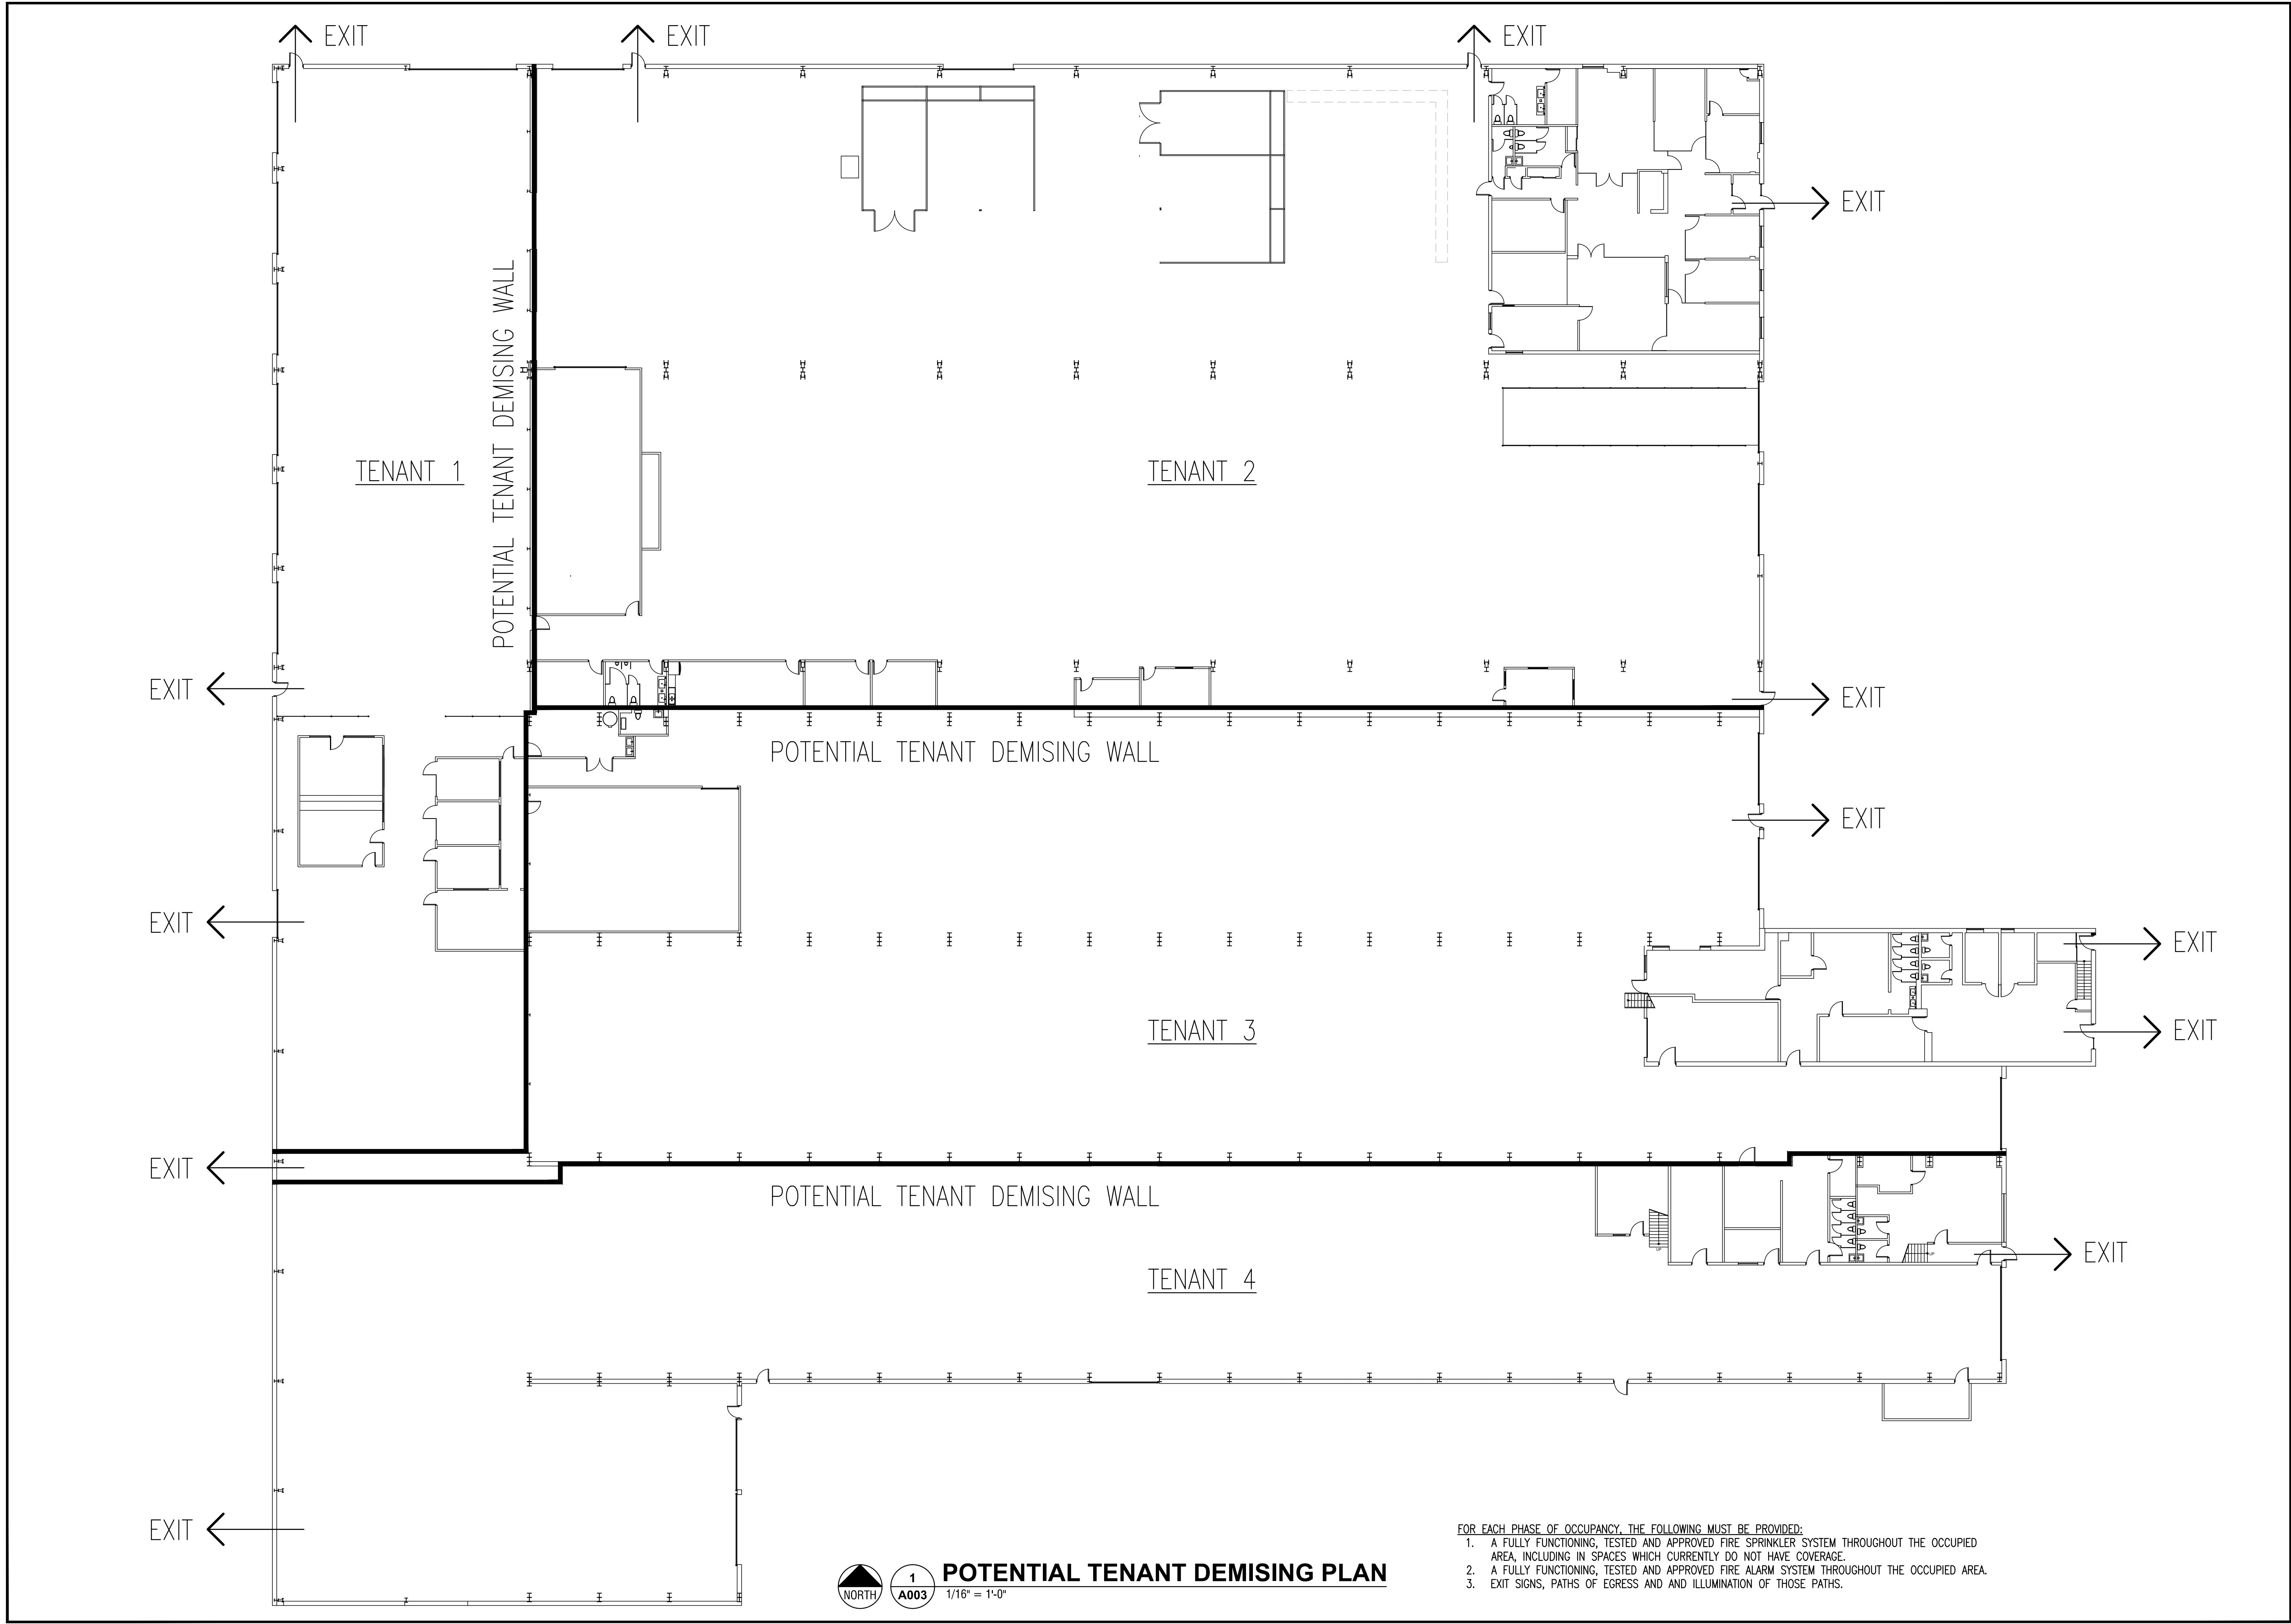 EXIT
EXIT
EXIT
EXIT
POTENTIAL TENANT DEMISING WALL
TENANT 1
TENANT 2
EXIT
EXIT
POTENTIAL TENANT DEMISING WALL
EXIT
EXIT
EXIT
TENANT 3
EXIT
EXIT
POTENTIAL TENANT DEMISING WALL
UP
UP
EXIT
TENANT 4
EXIT
NORTH
1
A003
POTENTIAL TENANT DEMISING PLAN
1/16" = 1'-0"
FOR EACH PHASE OF OCCUPANCY, THE FOLLOWING MUST BE PROVIDED:
1. A FULLY FUNCTIONING, TESTED AND APPROVED FIRE SPRINKLER SYSTEM THROUGHOUT THE OCCUPIED
AREA, INCLUDING IN SPACES WHICH CURRENTLY DO NOT HAVE COVERAGE.
2. A FULLY FUNCTIONING, TESTED AND APPROVED FIRE ALARM SYSTEM THROUGHOUT THE OCCUPIED AREA.
3. EXIT SIGNS, PATHS OF EGRESS AND AND ILLUMINATION OF THOSE PATHS.